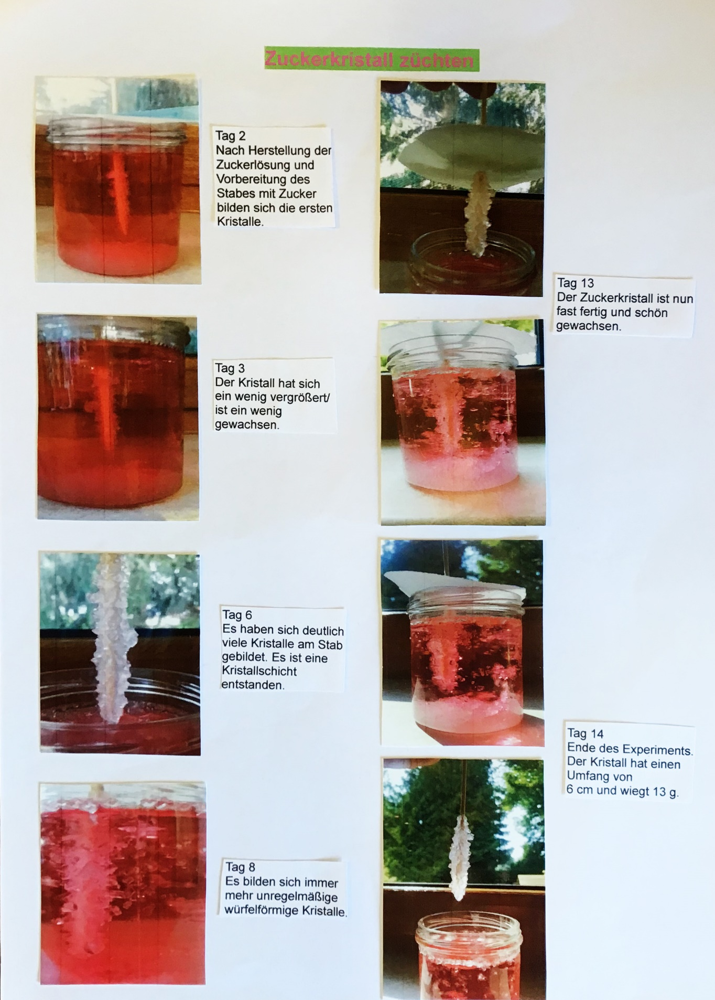 Zuckerkristall züchten
Tag 2
Nach Herstellung der
Zuckerlösung und
Vorbereitung des
Stabes mit Zucker
bilden sich die ersten
Kristalle.
Tag 3
Der Kristall hat sich
ein wenig vergrößert/
ist ein wenig
gewachsen.
Tag 6
Es haben sich deutlich
viele Kristalle am Stab
gebildet. Es ist eine
Kristallschicht
entstanden.
Tag 8
Es bilden sich immer
mehr unregelmäßige
würfelförmige Kristalle.
Tag 13
Der Zuckerkristall ist nun
fast fertig und schön
gewachsen.
Tag 14
Ende des Experiments.
Der Kristall hat einen
Umfang von
6 cm und wiegt 13 g.